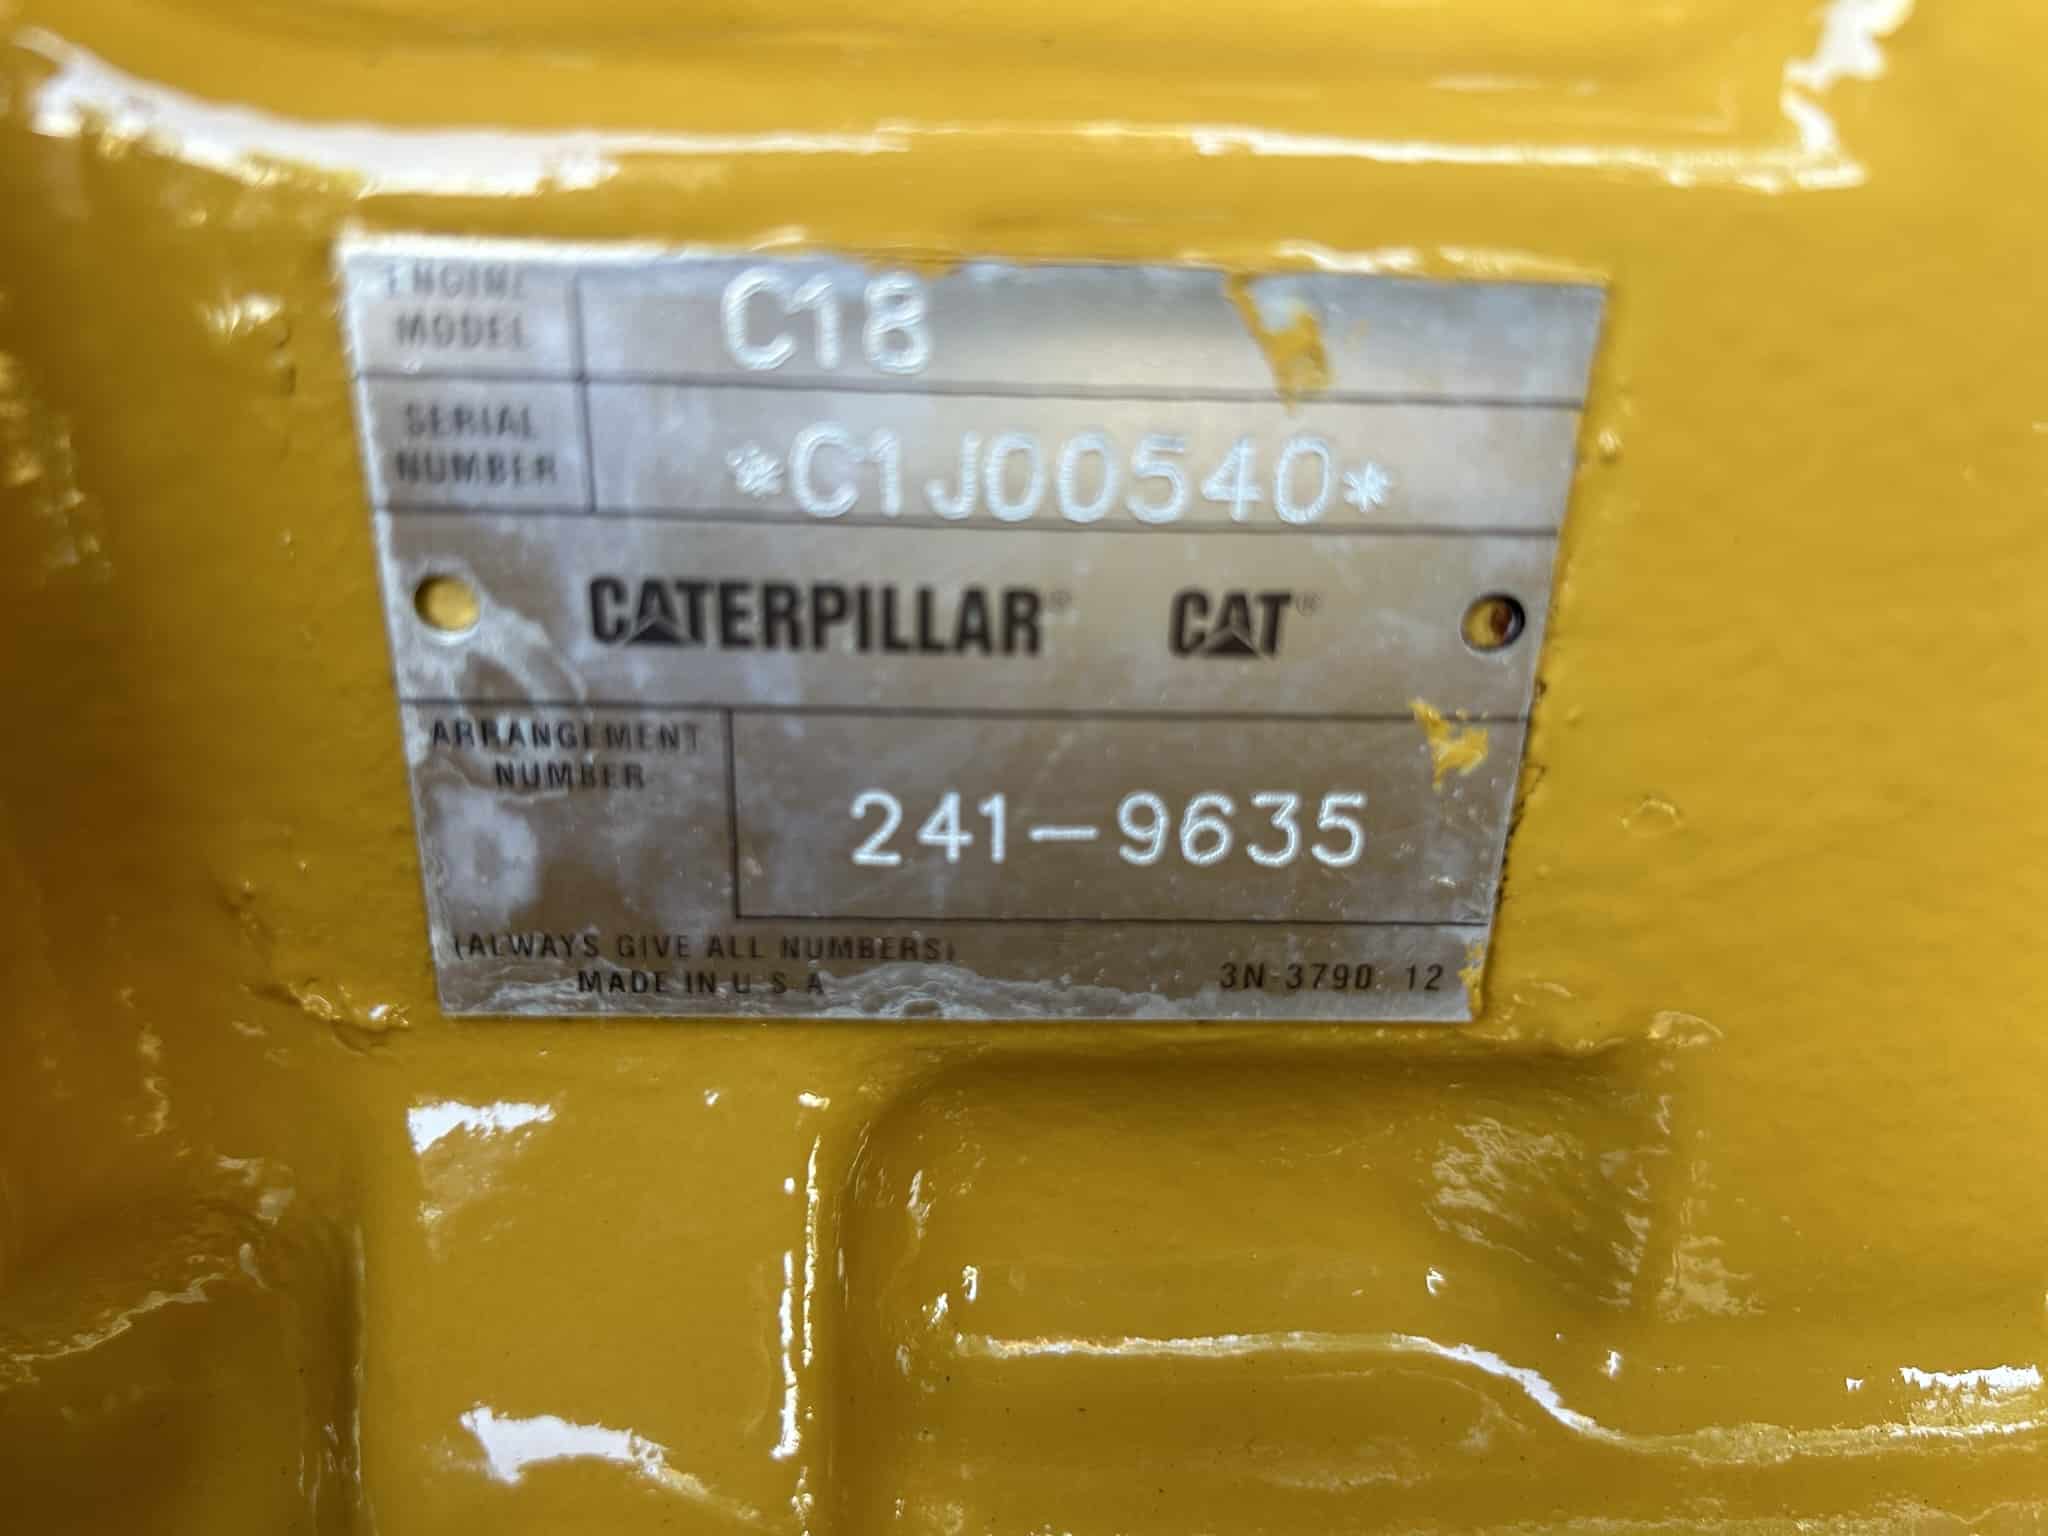 ENGINE
MODEL
C18
SERIAL
NUMBER
*C1J00540*
CATERPILLAR® CAT®
ARRANGEMENT
NUMBER
241-9635
(ALWAYS GIVE ALL NUMBERS)
MADE IN U S A
3N-3790 12